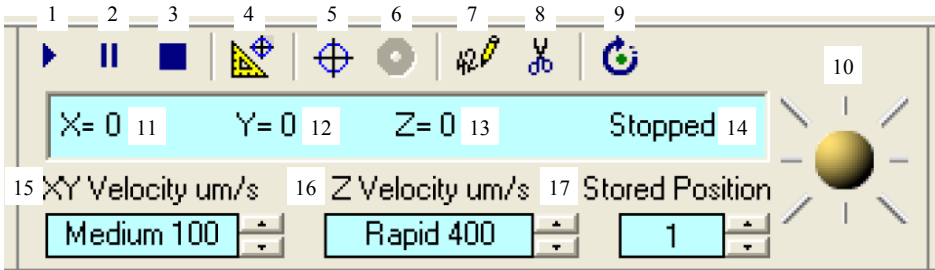 1 2 3 4 5 6 7 8 9
42
10
X= 0 11 Y= 0 12 Z= 0 13 Stopped 14
15 XY Velocity um/s 16 Z Velocity um/s 17 Stored Position
Medium 100 Rapid 400 1